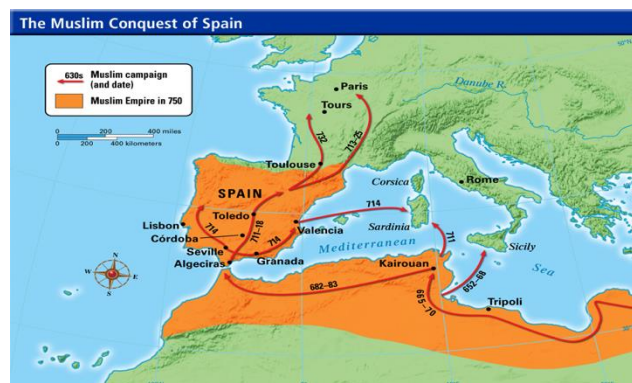 The Muslim Conquest of Spain
630s Muslim campaign
(and date)
Muslim Empire in 750
0 200 400 miles
0 200 400 kilometers
Paris
Tours
Danube R.
732
713–25
Toulouse
Corsica
Rome
SPAIN
Lisbon
Toledo
714
Córdoba
711–18
714
Valencia
714
Sardinia
Seville
Algeciras
Granada
Mediterranean
Sea
711
Sicily
Kairouan
682–83
652–68
665–70
Tripoli
N
W
E
S